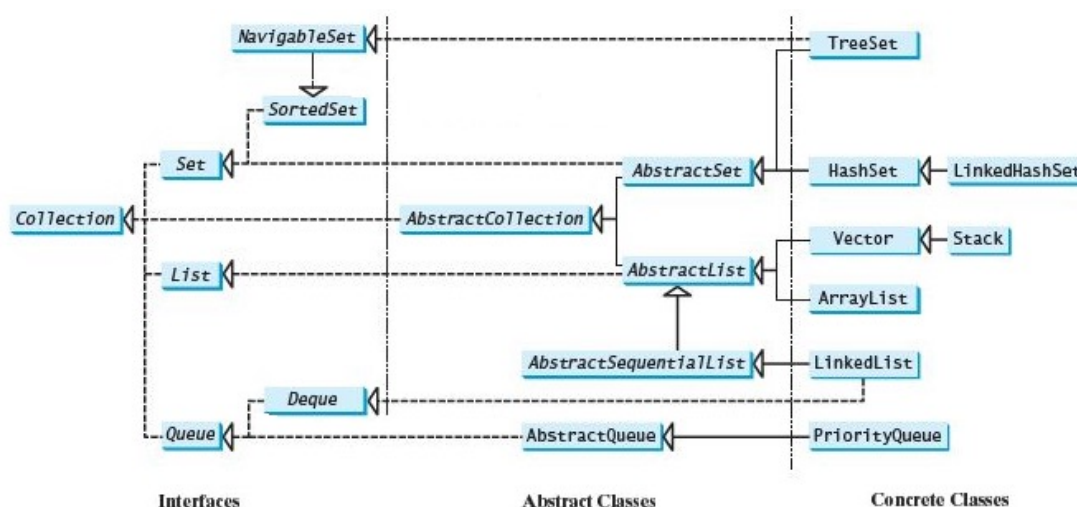 NavigableSet
TreeSet
SortedSet
Set
AbstractSet
HashSet
LinkedHashSet
Collection
AbstractCollection
Vector
Stack
List
AbstractList
ArrayList
AbstractSequentialList
LinkedList
Deque
Queue
AbstractQueue
PriorityQueue
Interfaces
Abstract Classes
Concrete Classes